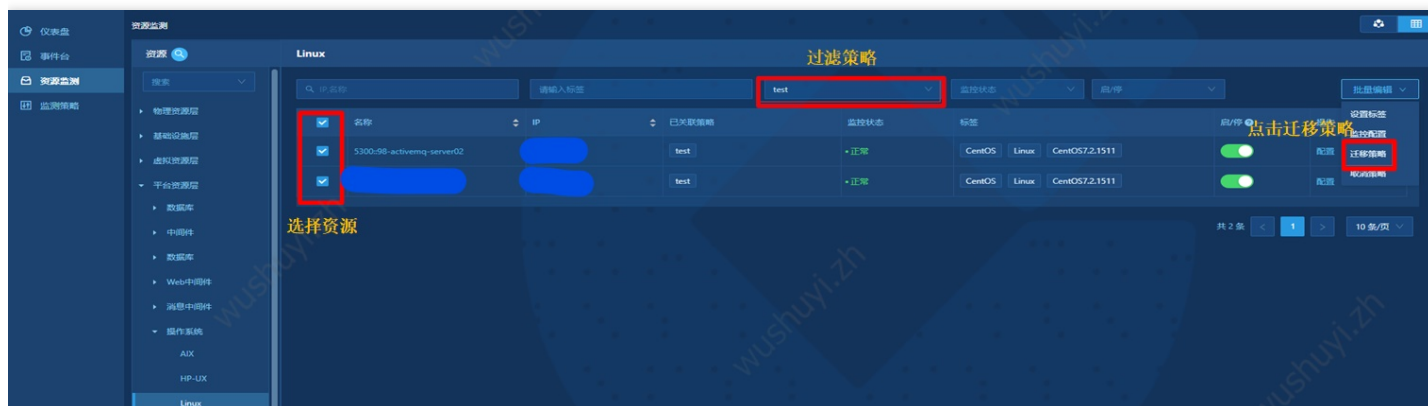 仪表盘
事件台
资源监测
监测策略
资源监测
资源
搜索
物理资源层
基础设施层
虚拟资源层
平台资源层
数据库
中间件
数据库
Web中间件
消息中间件
操作系统
AIX
HP-UX
Linux
Linux
过滤策略
IP 名称
请输入标签
test
监控状态
启/停
批量编辑
设置标签
监控配置
迁移策略
取消策略
点击迁移策略
名称 IP 已关联策略 监控状态 标签 启/停
5300::98-activemq-server02 test 正常 CentOS Linux CentOS7.2.1511 配置
test 正常 CentOS Linux CentOS7.2.1511 配置
选择资源
共 2 条 < 1 > 10 条/页
wushuyi.zh
wushuyi.zh
wushuyi.zh